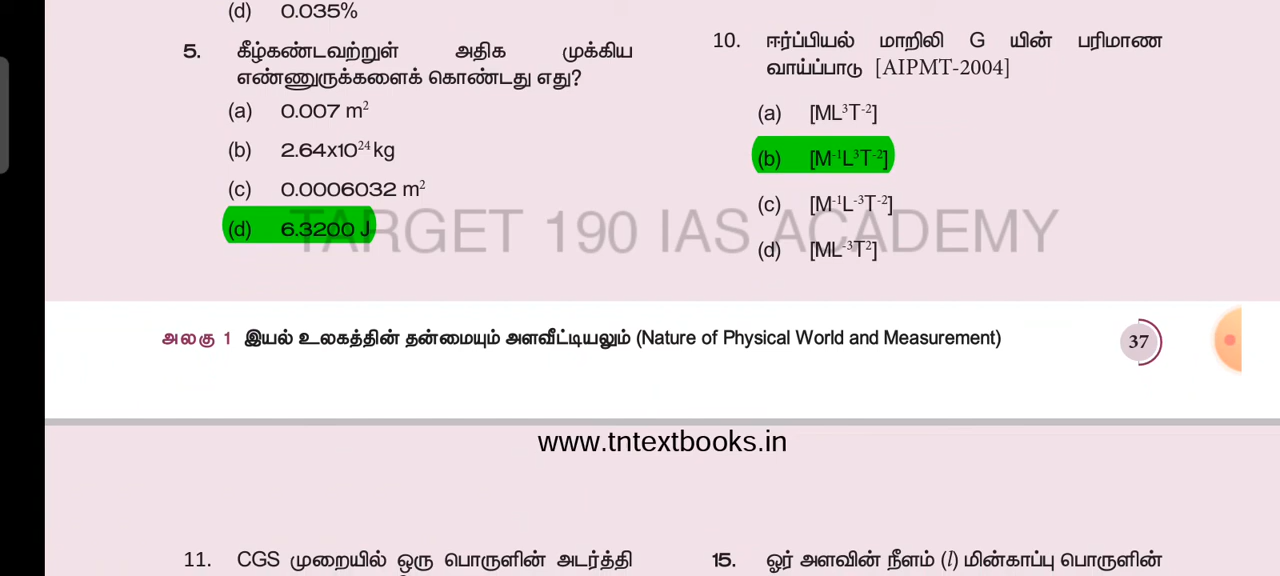 (d) 0.035%
5. கீழ்கண்டவற்றுள் அதிக முக்கிய
எண்ணுருக்களைக் கொண்டது எது?
(a) 0.007 m²
(b) 2.64x10²⁴ kg
(c) 0.0006032 m²
(d) 6.3200 J
10. ஈர்ப்பியல் மாறிலி G யின் பரிமாண
வாய்ப்பாடு [AIPMT-2004]
(a) [ML³T⁻²]
(b) [M⁻¹L³T⁻²]
(c) [M⁻¹L⁻³T⁻²]
(d) [ML⁻³T²]
TARGET 190 IAS ACADEMY
அலகு 1 இயல் உலகத்தின் தன்மையும் அளவீட்டியலும் (Nature of Physical World and Measurement)
37
www.tntextbooks.in
11. CGS முறையில் ஒரு பொருளின் அடர்த்தி
15. ஓர் அளவின் நீளம் (l) மின்காப்பு பொருளின்